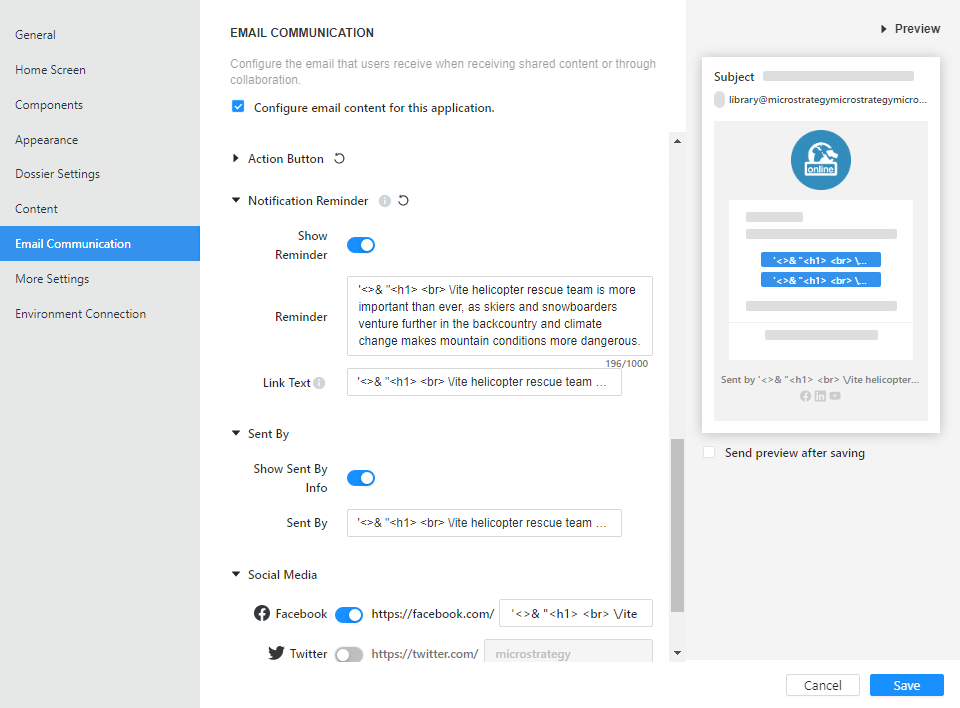 General
Home Screen
Components
Appearance
Dossier Settings
Content
Email Communication
More Settings
Environment Connection
EMAIL COMMUNICATION
Configure the email that users receive when receiving shared content or through
collaboration.
Configure email content for this application.
Action Button
Notification Reminder
Show
Reminder
Reminder
'<>& "<h1> <br> \/ite helicopter rescue team is more
important than ever, as skiers and snowboarders
venture further in the backcountry and climate
change makes mountain conditions more dangerous.
196/1000
Link Text
'<>& "<h1> <br> \/ite helicopter rescue team ...
Sent By
Show Sent By
Info
Sent By
'<>& "<h1> <br> \/ite helicopter rescue team ...
Social Media
Facebook
https://facebook.com/
'<>& "<h1> <br> \/ite
Twitter
https://twitter.com/
microstrategy
Preview
Subject
library@microstrategymicrostrategymicro...
online
'<>& "<h1> <br> \...
'<>& "<h1> <br> \...
Sent by '<>& "<h1> <br> \/ite helicopter...
Send preview after saving
Cancel
Save